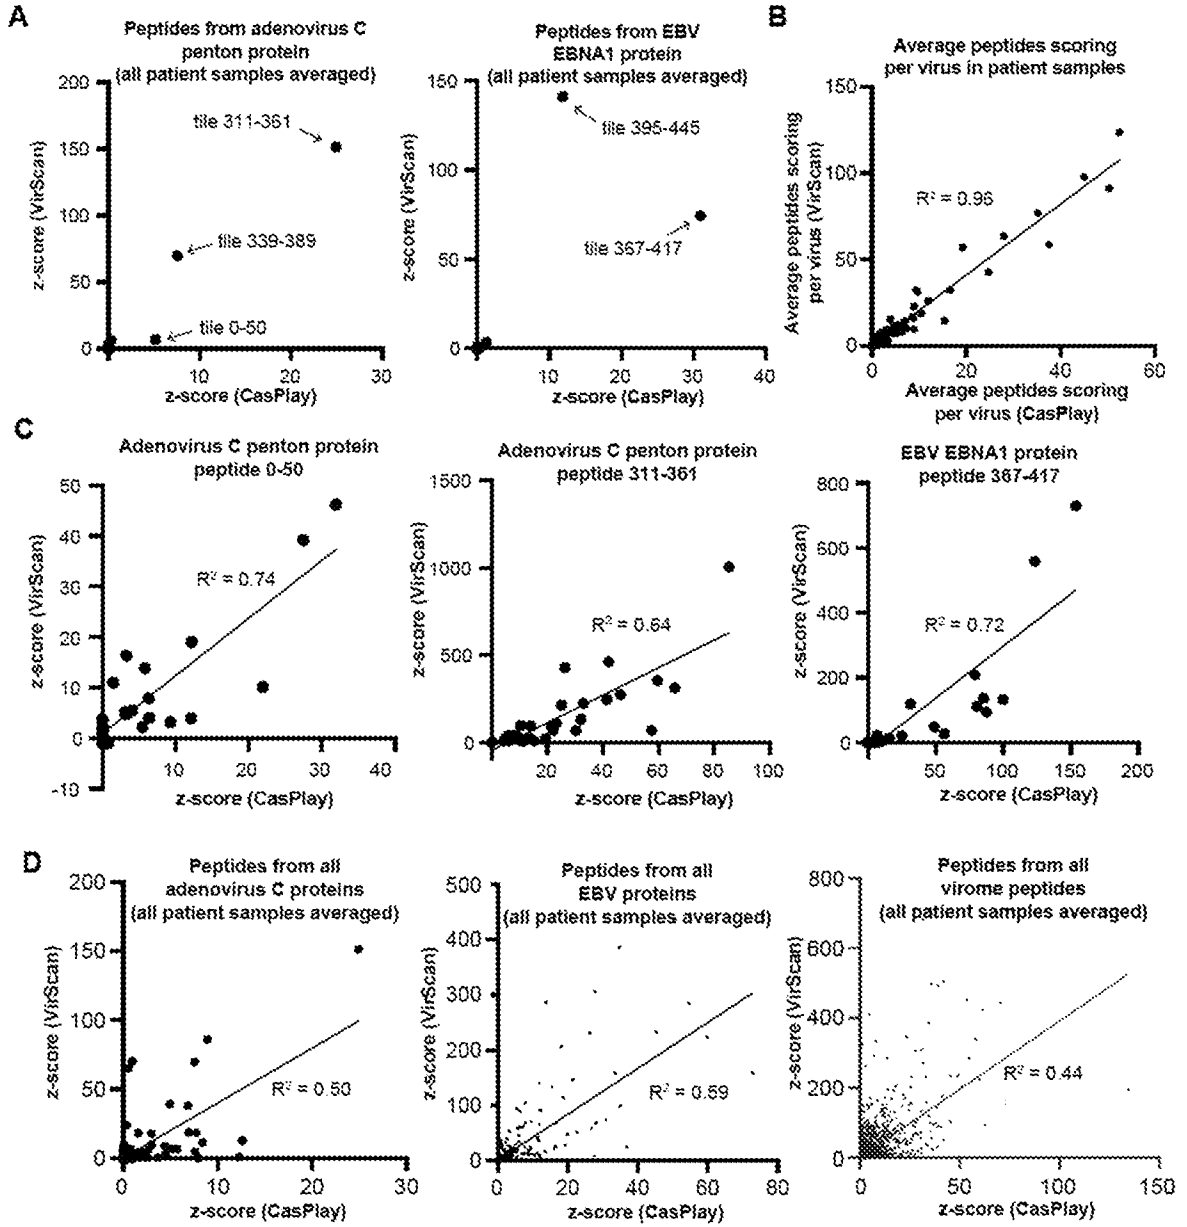 A
Peptides from adenovirus C
penton protein
(all patient samples averaged)
200
150
100
50
0
10
20
30
z-score (VirScan)
z-score (CasPlay)
tile 311-361
tile 339-389
tile 0-50
Peptides from EBV
EBNA1 protein
(all patient samples averaged)
150
100
50
0
10
20
30
40
z-score (VirScan)
z-score (CasPlay)
tile 395-445
tile 367-417
B
Average peptides scoring
per virus in patient samples
150
100
50
0
0
20
40
60
Average peptides scoring
per virus (VirScan)
R² = 0.96
Average peptides scoring
per virus (CasPlay)
C
Adenovirus C penton protein
peptide 0-50
50
40
30
20
10
0
-10
10
20
30
40
z-score (VirScan)
R² = 0.74
z-score (CasPlay)
Adenovirus C penton protein
peptide 311-361
1500
1000
500
0
20
40
60
80
100
z-score (VirScan)
R² = 0.64
z-score (CasPlay)
EBV EBNA1 protein
peptide 367-417
800
600
400
200
0
50
100
150
200
z-score (VirScan)
R² = 0.72
z-score (CasPlay)
D
Peptides from all
adenovirus C proteins
(all patient samples averaged)
200
150
100
50
0
0
10
20
30
z-score (VirScan)
R² = 0.50
z-score (CasPlay)
Peptides from all
EBV proteins
(all patient samples averaged)
500
400
300
200
100
0
0
20
40
60
80
z-score (VirScan)
R² = 0.59
z-score (CasPlay)
Peptides from all
virome peptides
(all patient samples averaged)
800
600
400
200
0
0
50
100
150
z-score (VirScan)
R² = 0.44
z-score (CasPlay)